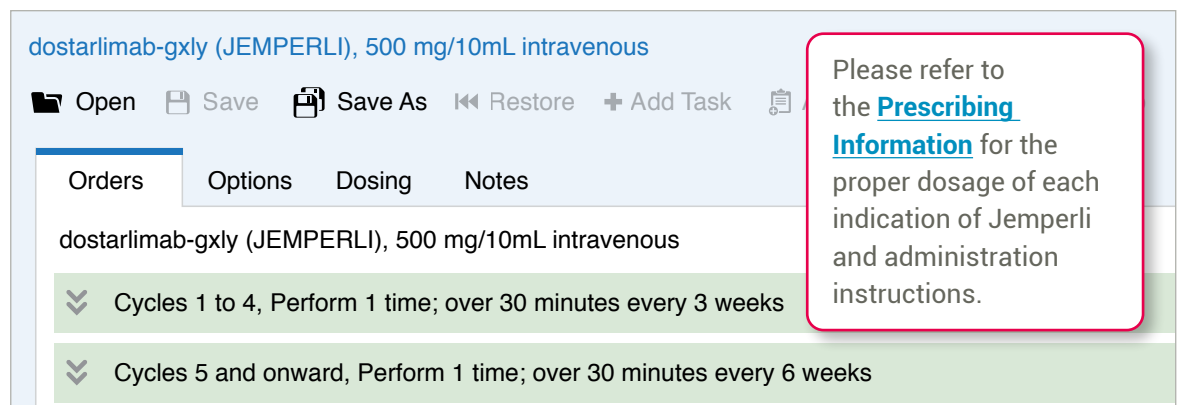 dostarlimab-gxly (JEMPERLI), 500 mg/10mL intravenous
Open Save Save As Restore Add Task
Orders Options Dosing Notes
dostarlimab-gxly (JEMPERLI), 500 mg/10mL intravenous
Cycles 1 to 4, Perform 1 time; over 30 minutes every 3 weeks
Cycles 5 and onward, Perform 1 time; over 30 minutes every 6 weeks
Please refer to
the Prescribing
Information for the
proper dosage of each
indication of Jemperli
and administration
instructions.